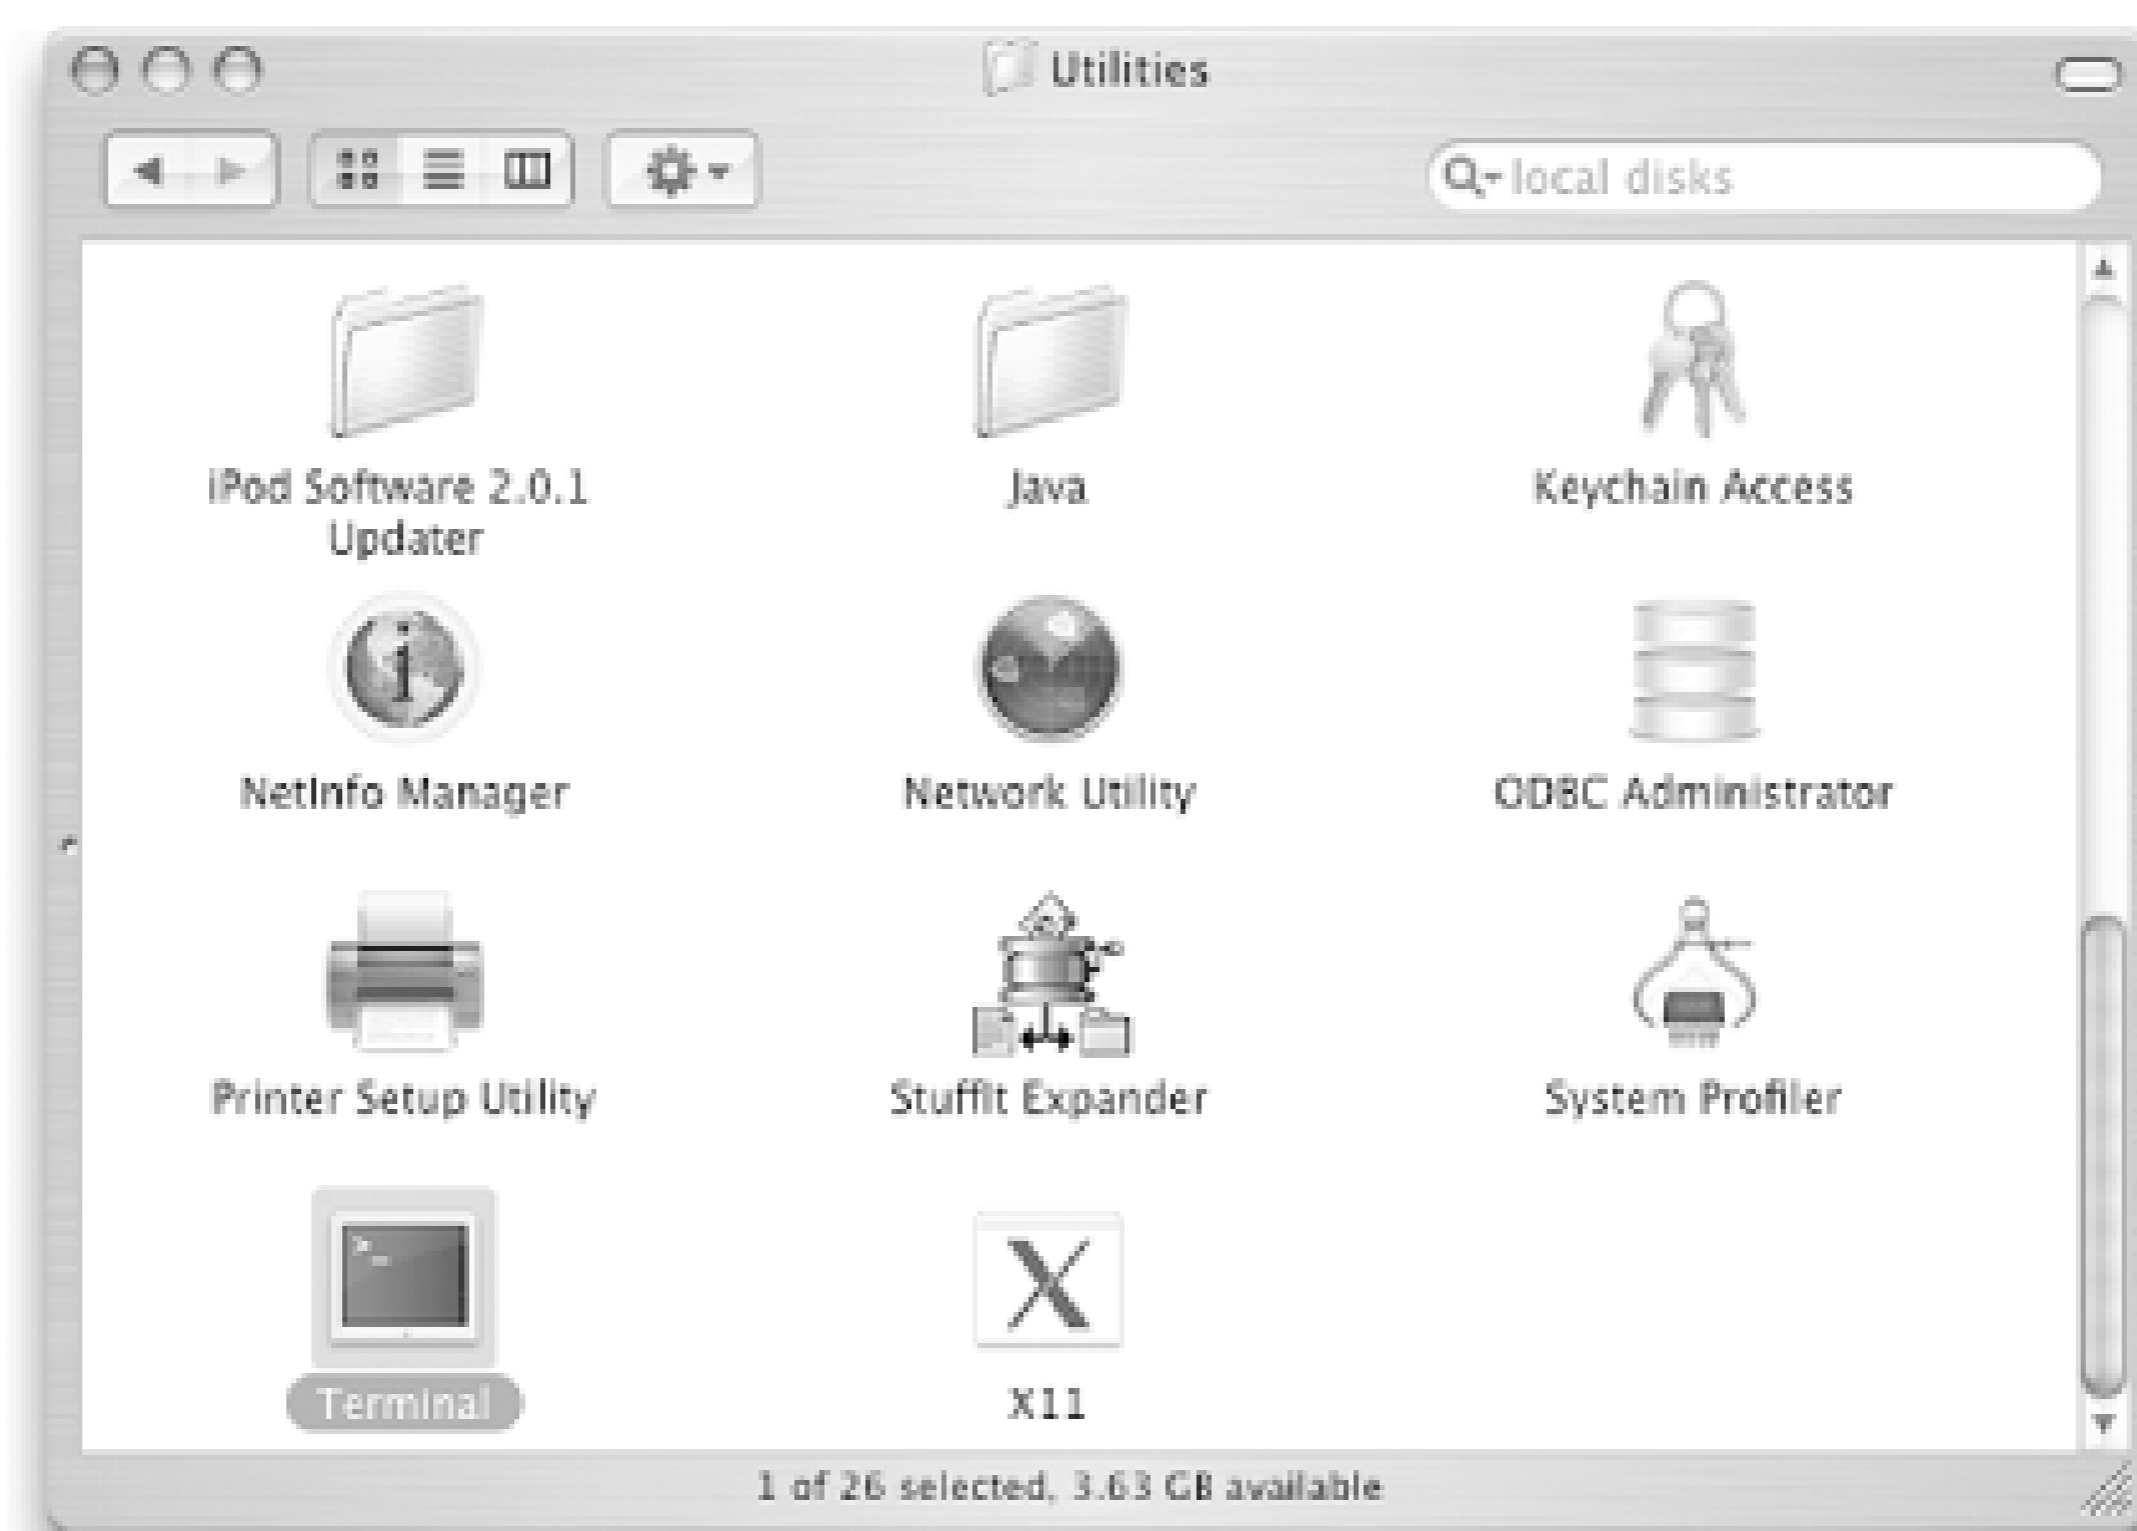 Utilities
local disks
iPod Software 2.0.1
Updater
Java
Keychain Access
NetInfo Manager
Network Utility
ODBC Administrator
Printer Setup Utility
StuffIt Expander
System Profiler
>_
Terminal
X
X11
1 of 26 selected, 3.63 GB available